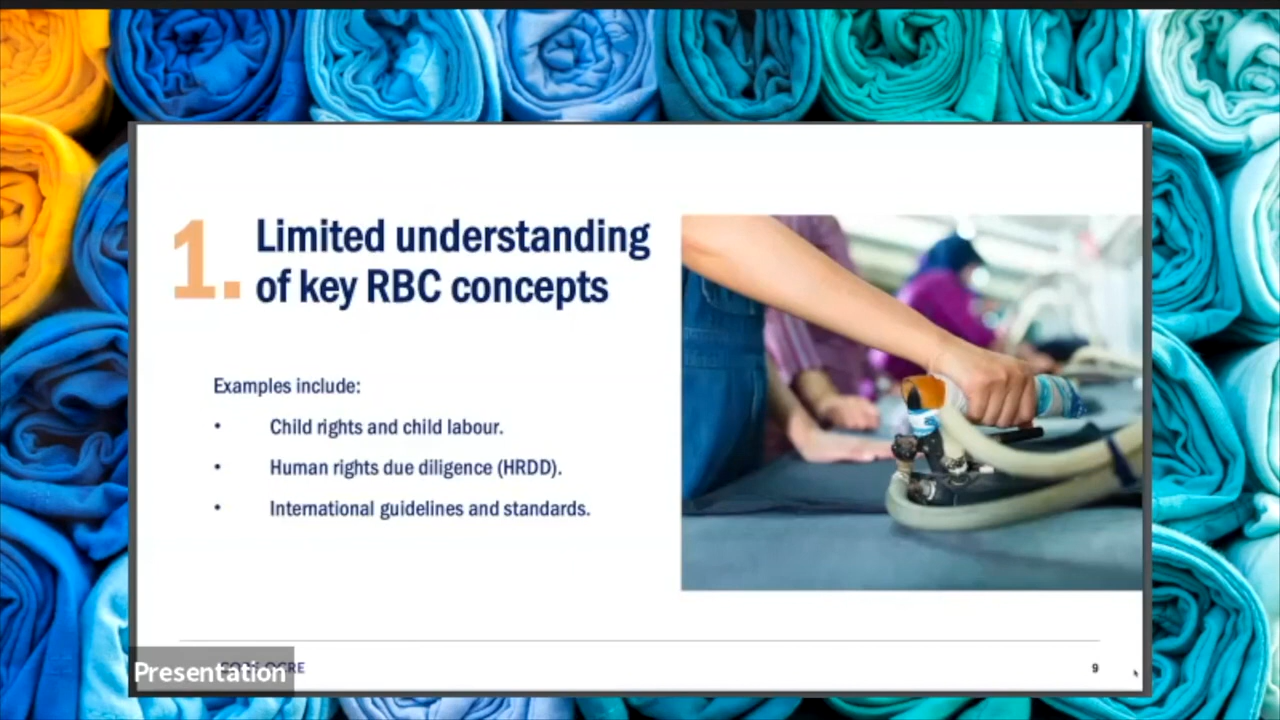 1. Limited understanding
of key RBC concepts
Examples include:
• Child rights and child labour.
• Human rights due diligence (HRDD).
• International guidelines and standards.
Presentation
9